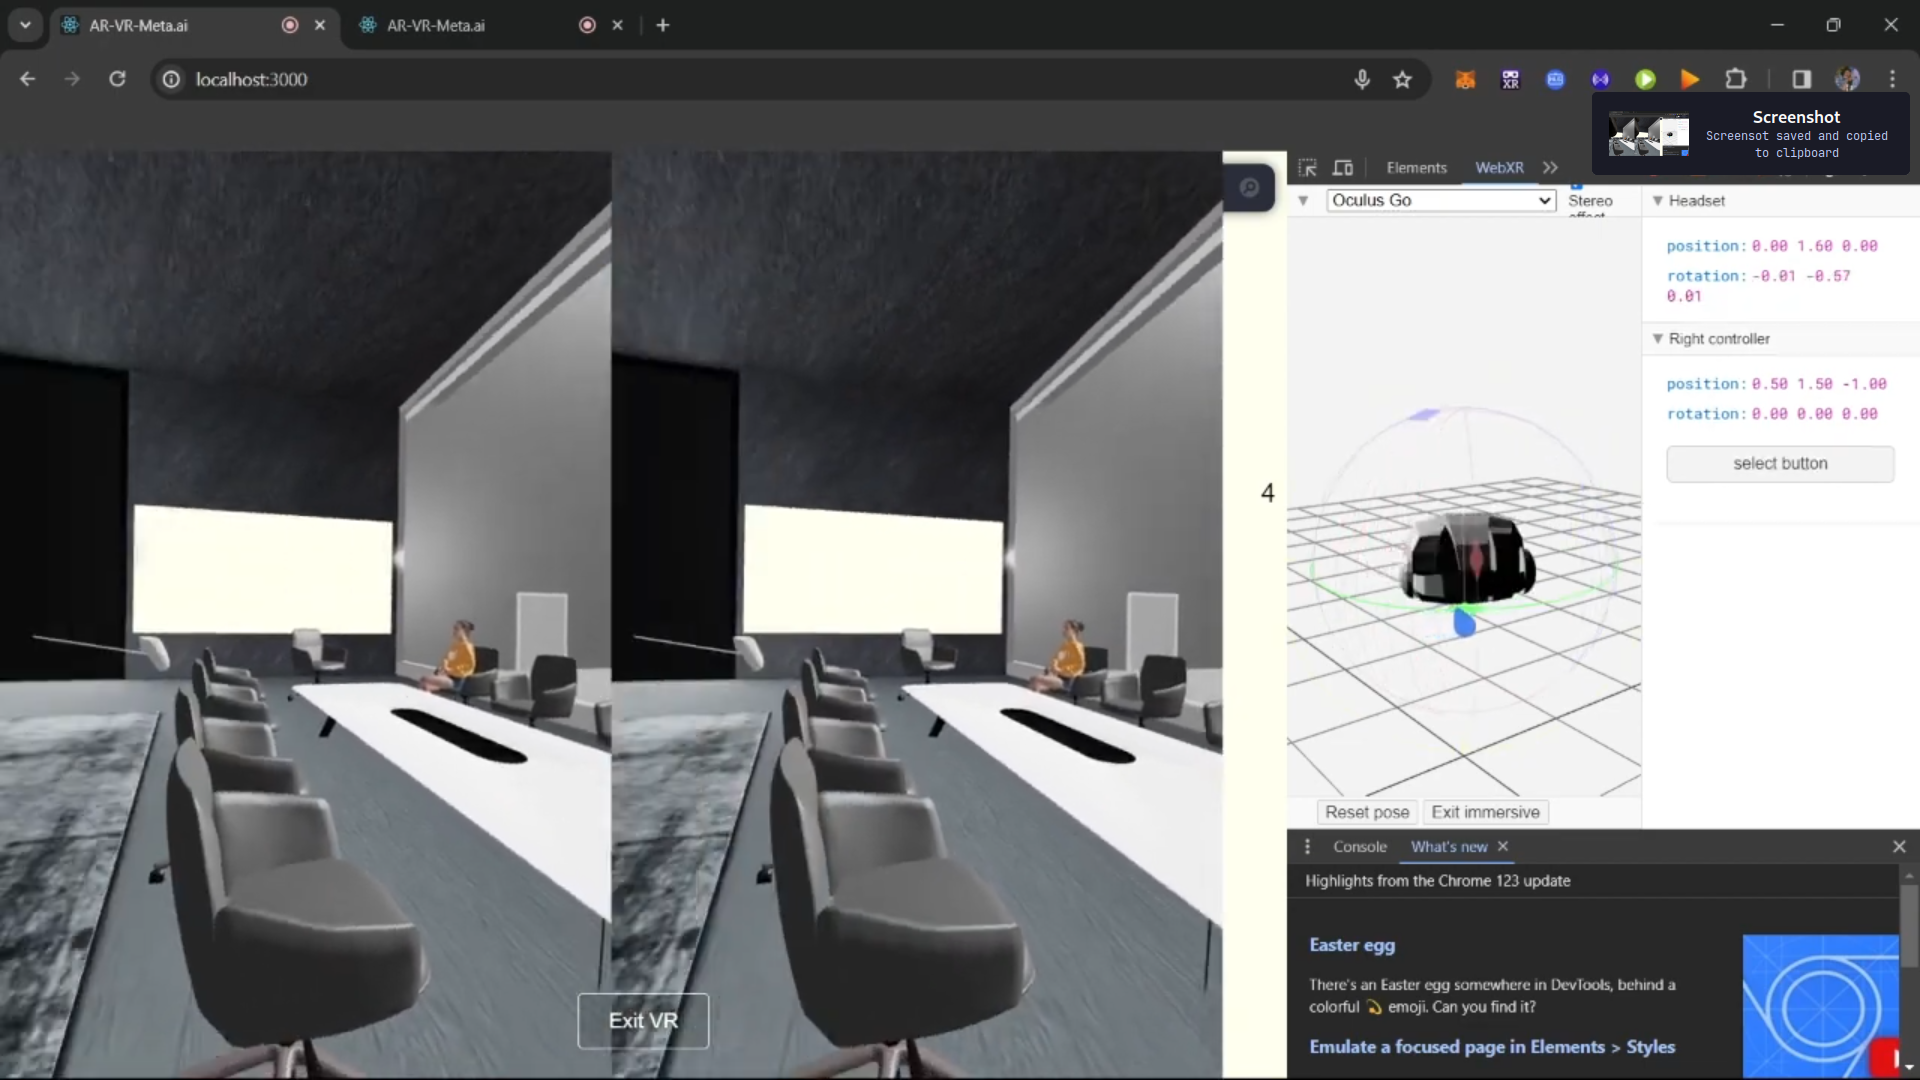 AR-VR-Meta.ai
AR-VR-Meta.ai
localhost:3000
XR
Screenshot
Screensot saved and copied
to clipboard
Elements
WebXR
Oculus Go
Stereo
effect
Headset
position: 0.00 1.60 0.00
rotation: -0.01 -0.57
0.01
Right controller
position: 0.50 1.50 -1.00
rotation: 0.00 0.00 0.00
select button
4
Reset pose
Exit immersive
Exit VR
Console
What's new
Highlights from the Chrome 123 update
Easter egg
There's an Easter egg somewhere in DevTools, behind a
colorful 💫 emoji. Can you find it?
Emulate a focused page in Elements > Styles